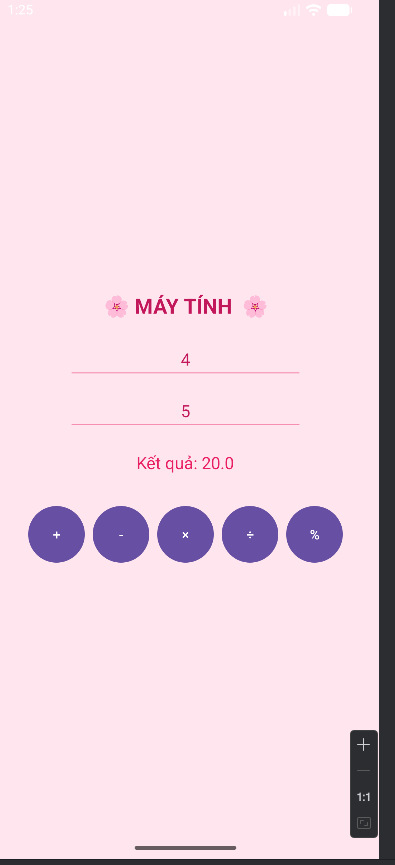 1:25
🌸 MÁY TÍNH 🌸
4
5
Kết quả: 20.0
+ - × ÷ %
1:1